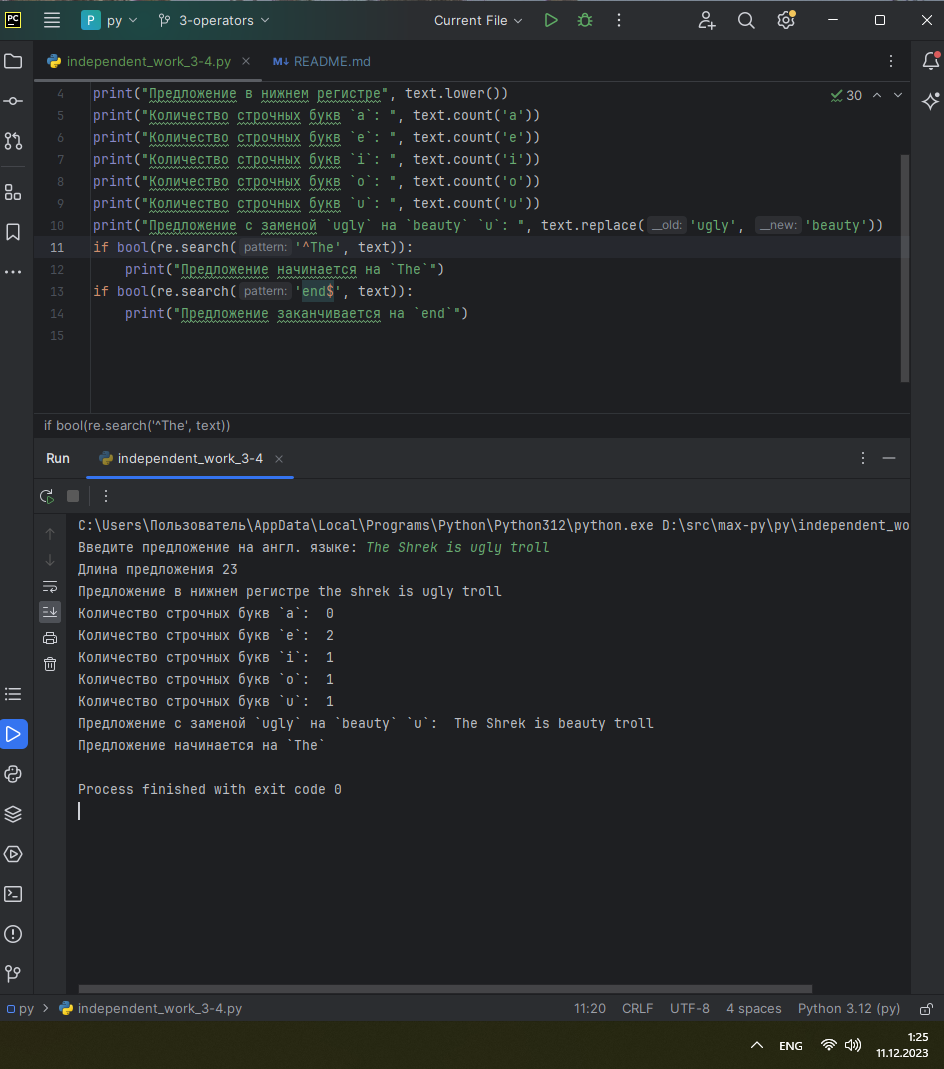 PC
P py
3-operators
Current File
independent_work_3-4.py
M↓ README.md
30
4 print("Предложение в нижнем регистре", text.lower())
5 print("Количество строчных букв `a`: ", text.count('a'))
6 print("Количество строчных букв `e`: ", text.count('e'))
7 print("Количество строчных букв `i`: ", text.count('i'))
8 print("Количество строчных букв `o`: ", text.count('o'))
9 print("Количество строчных букв `u`: ", text.count('u'))
10 print("Предложение с заменой `ugly` на `beauty` `u`: ", text.replace( __old: 'ugly', __new: 'beauty'))
11 if bool(re.search( pattern: '^The', text)):
12 print("Предложение начинается на `The`")
13 if bool(re.search( pattern: 'end$', text)):
14 print("Предложение заканчивается на `end`")
15
if bool(re.search('^The', text))
Run
independent_work_3-4
C:\Users\Пользователь\AppData\Local\Programs\Python\Python312\python.exe D:\src\max-py\py\independent_wo
Введите предложение на англ. языке: The Shrek is ugly troll
Длина предложения 23
Предложение в нижнем регистре the shrek is ugly troll
Количество строчных букв `a`:  0
Количество строчных букв `e`:  2
Количество строчных букв `i`:  1
Количество строчных букв `o`:  1
Количество строчных букв `u`:  1
Предложение с заменой `ugly` на `beauty` `u`:  The Shrek is beauty troll
Предложение начинается на `The`
Process finished with exit code 0
py
independent_work_3-4.py
11:20
CRLF
UTF-8
4 spaces
Python 3.12 (py)
ENG
1:25
11.12.2023